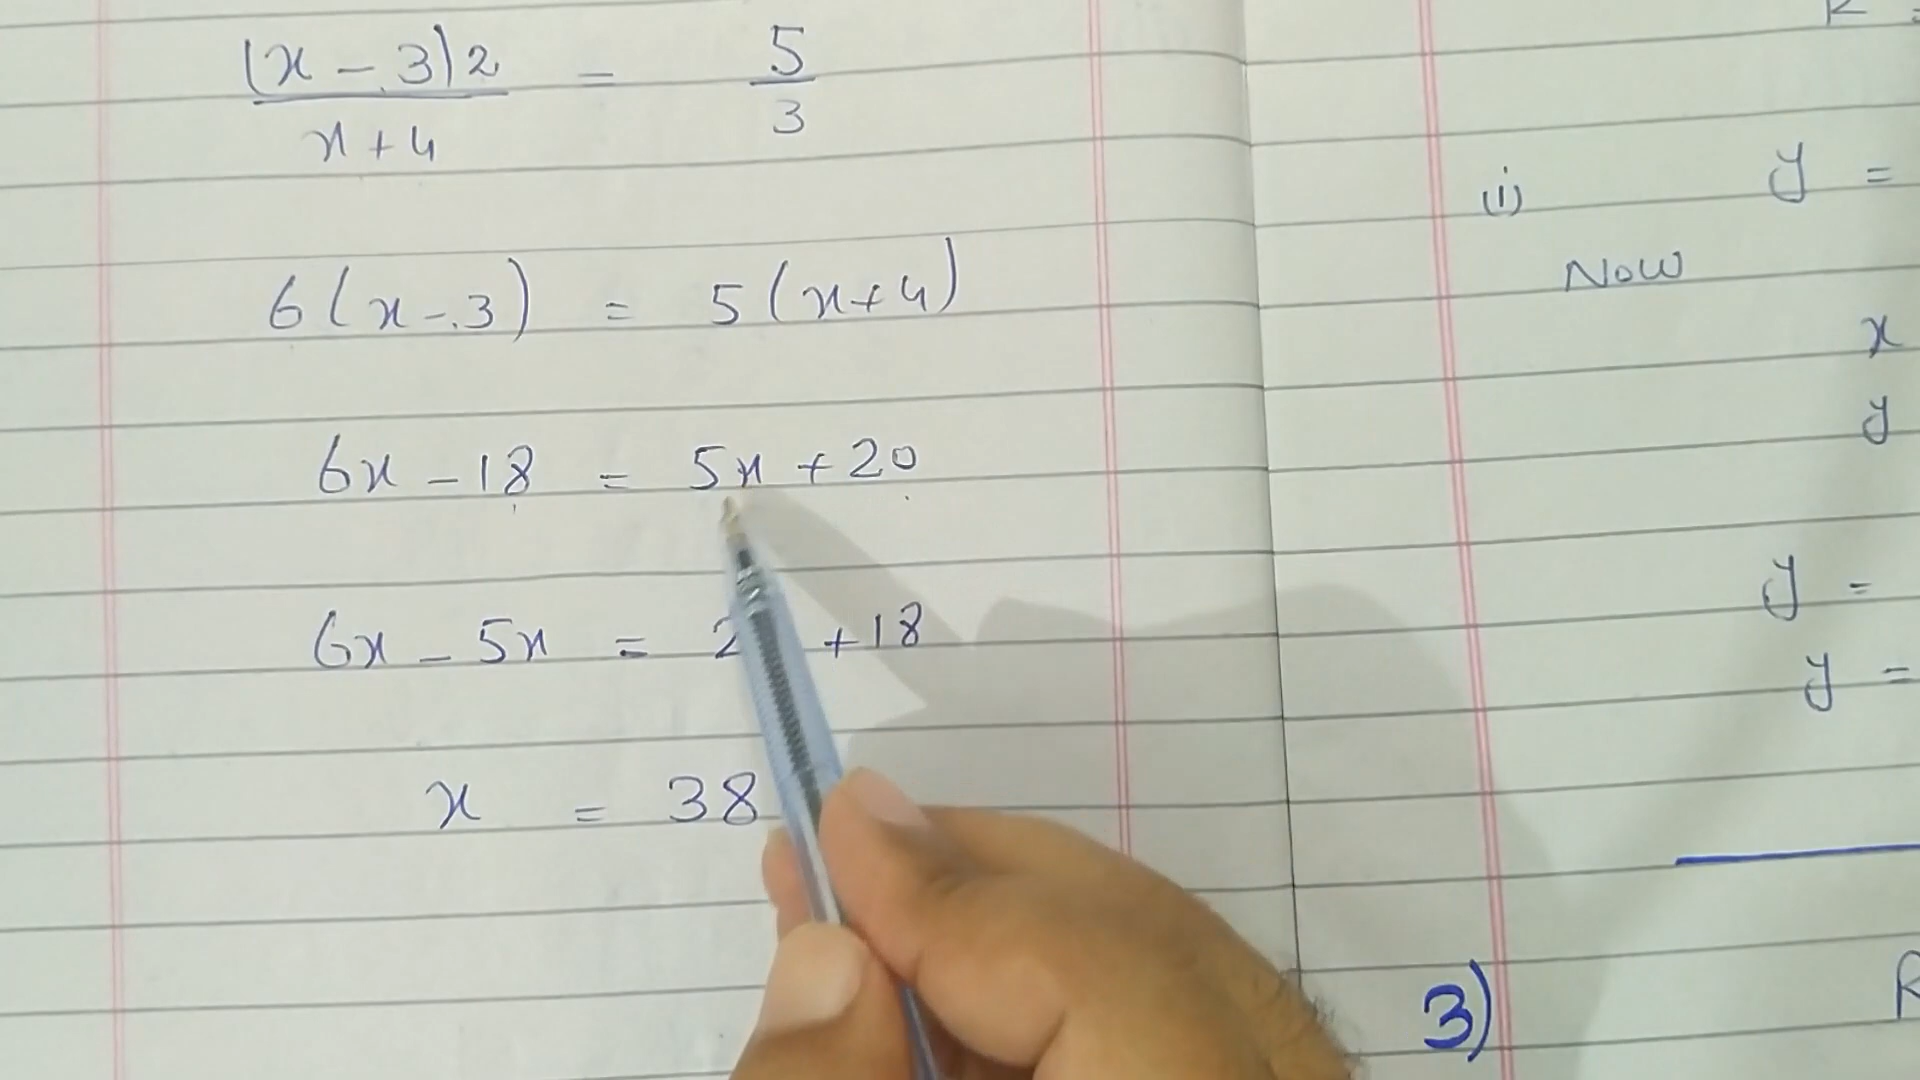 (x - 3)2 = 5
x + 4 3
6(x - 3) = 5(x+4)
6x - 18 = 5x + 20
6x - 5x = 2 + 18
x = 38
(i) y =
Now
x
y
y =
y =
3) R